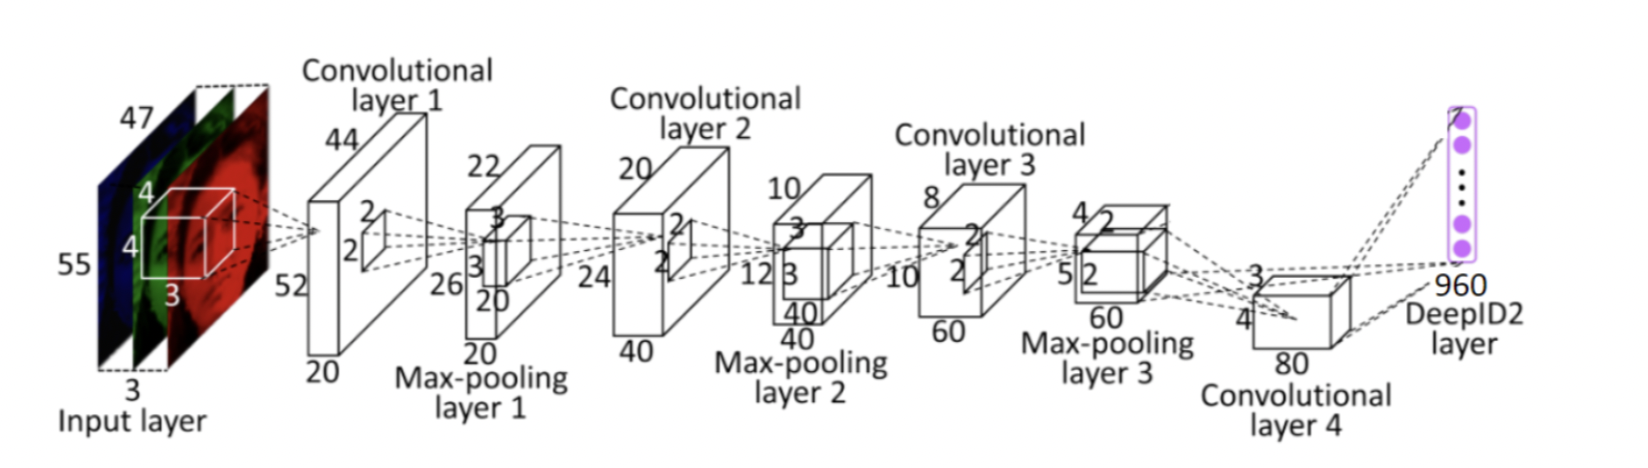 47
55
4
4
3
3
Input layer
Convolutional
layer 1
44
52
2
2
20
22
26
3
3
20
20
Max-pooling
layer 1
Convolutional
layer 2
20
24
2
2
40
10
12
3
3
40
40
Max-pooling
layer 2
Convolutional
layer 3
8
10
2
2
60
4
5
2
2
60
Max-pooling
layer 3
3
4
80
Convolutional
layer 4
960
DeepID2
layer